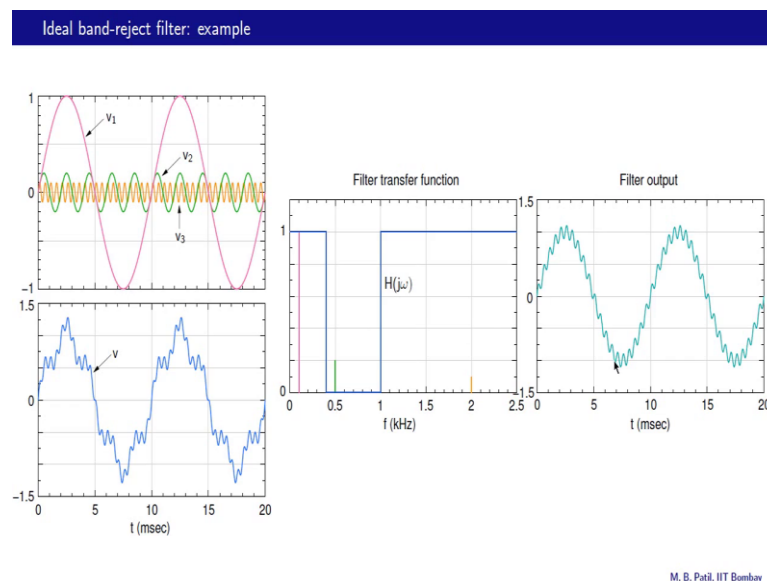 Ideal band-reject filter: example
1
0
−1
v1
v2
v3
1.5
0
−1.5
v
0 5 10 15 20
t (msec)
Filter transfer function
1
0
H(jω)
0 0.5 1 1.5 2 2.5
f (kHz)
Filter output
1.5
0
−1.5
0 5 10 15 20
t (msec)
M. B. Patil, IIT Bombay